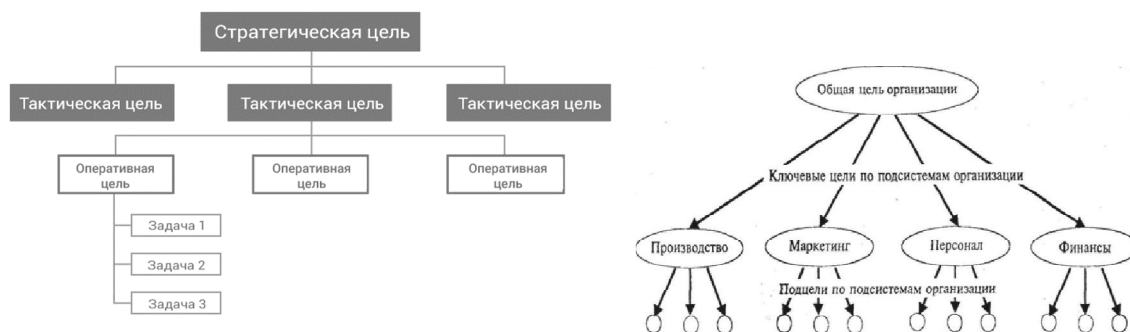 Стратегическая цель
Тактическая цель
Тактическая цель
Тактическая цель
Оперативная
цель
Оперативная
цель
Оперативная
цель
Задача 1
Задача 2
Задача 3
Общая цель организации
Ключевые цели по подсистемам организации
Производство
Маркетинг
Персонал
Финансы
Подцели по подсистемам организации